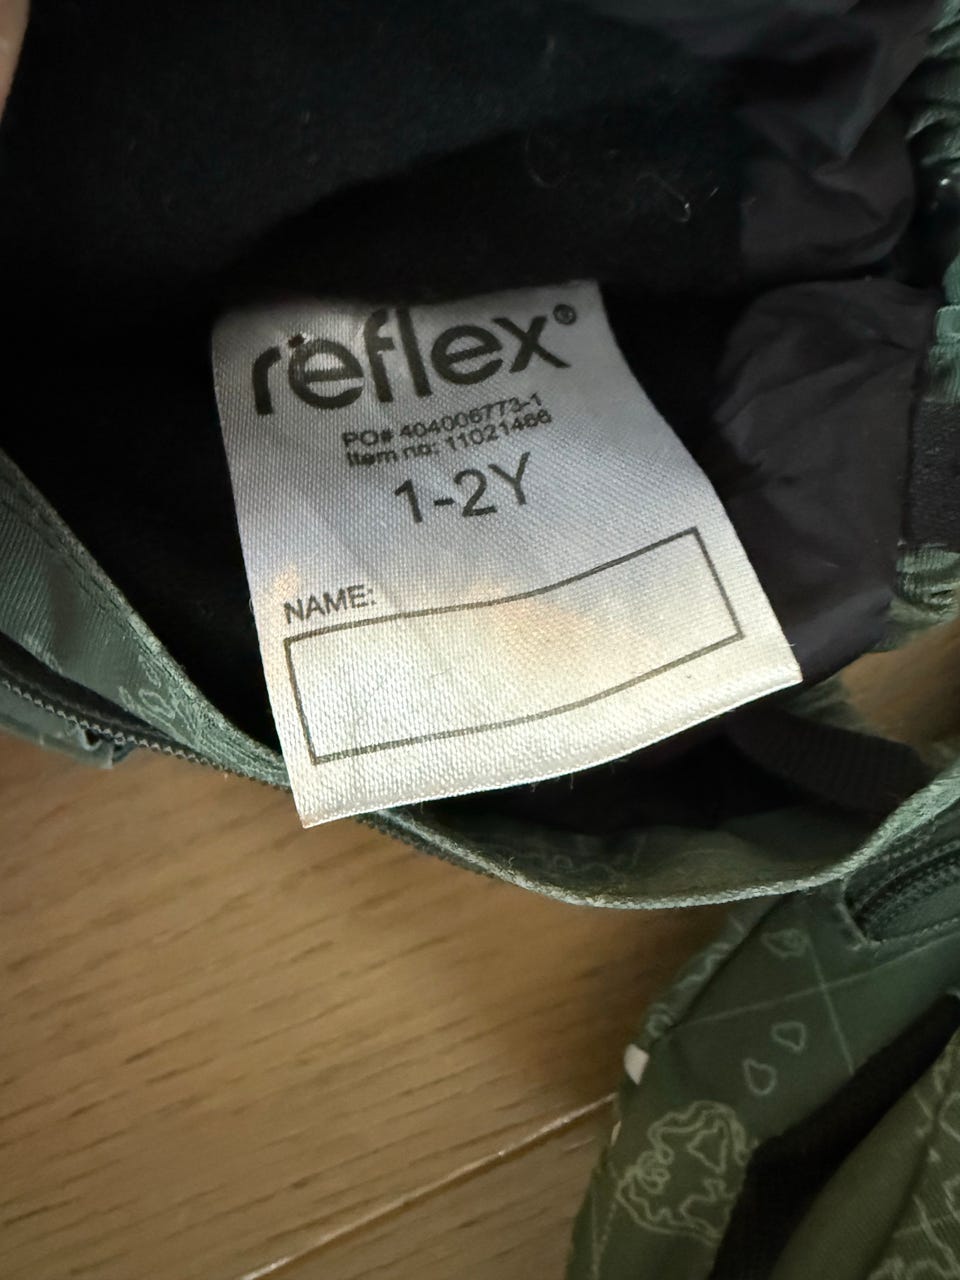 reflex®
PO# 404006773-1
Item no: 11021466
1-2Y
NAME: